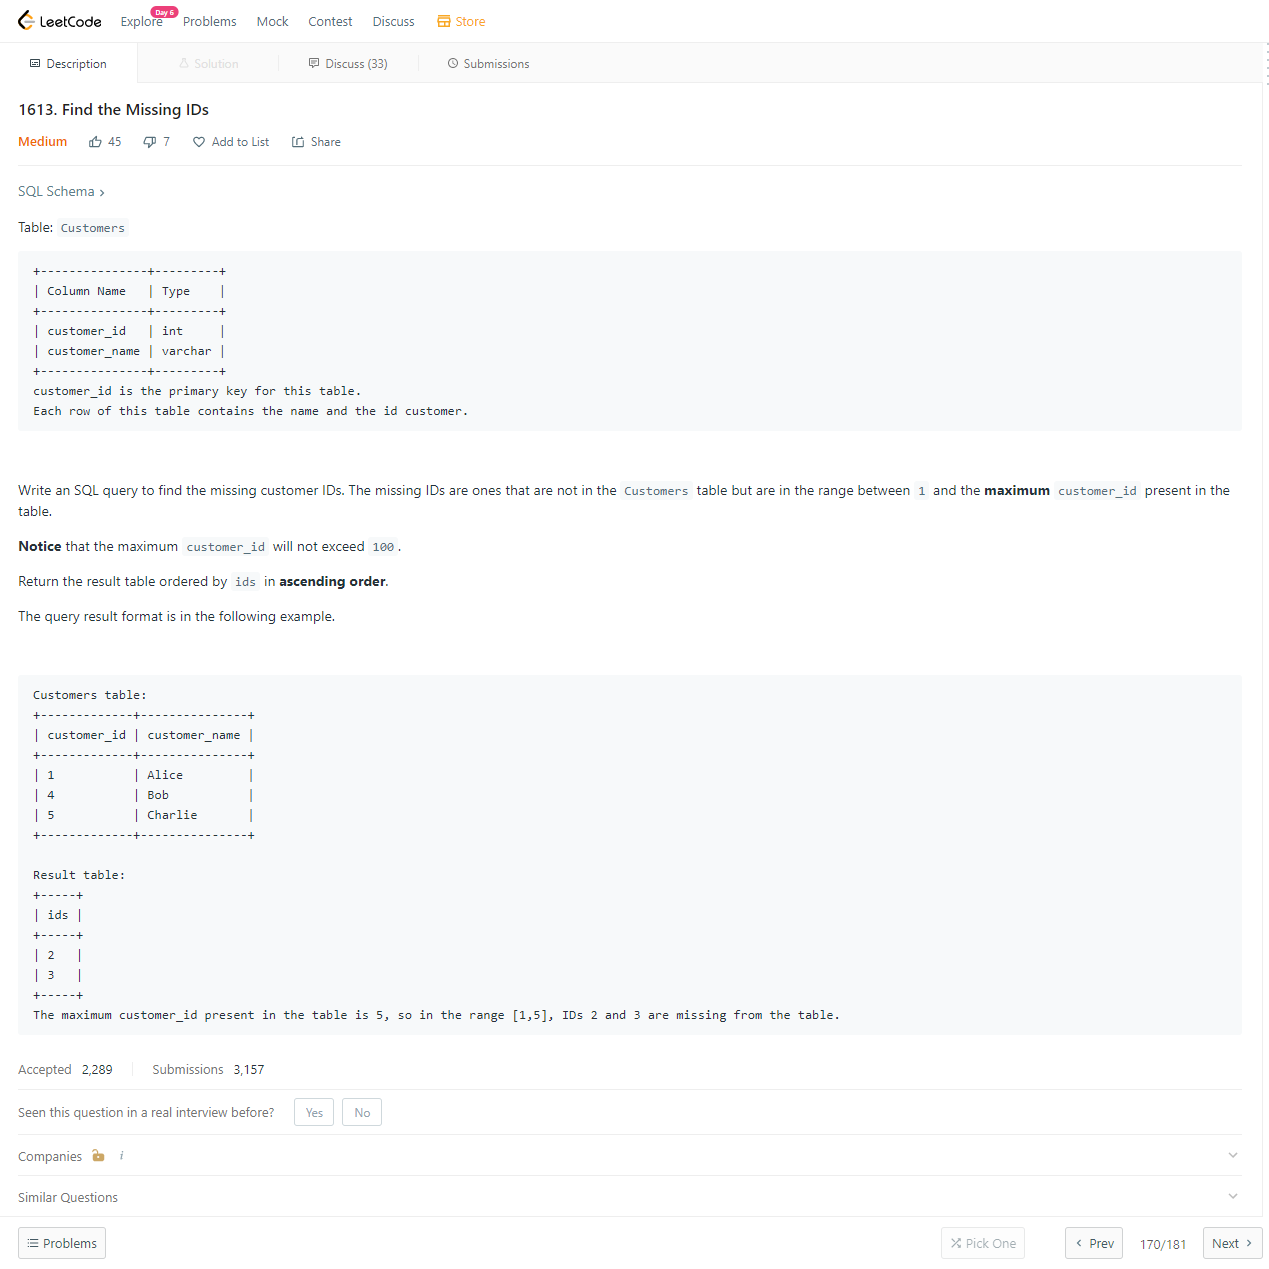 LeetCode Explore Day 6 Problems Mock Contest Discuss Store
Description Solution Discuss (33) Submissions
1613. Find the Missing IDs
Medium 45 7 Add to List Share
SQL Schema ›
Table: Customers
+---------------+---------+
| Column Name   | Type    |
+---------------+---------+
| customer_id   | int     |
| customer_name | varchar |
+---------------+---------+
customer_id is the primary key for this table.
Each row of this table contains the name and the id customer.
Write an SQL query to find the missing customer IDs. The missing IDs are ones that are not in the Customers table but are in the range between 1 and the maximum customer_id present in the
table.
Notice that the maximum customer_id will not exceed 100.
Return the result table ordered by ids in ascending order.
The query result format is in the following example.
Customers table:
+-------------+---------------+
| customer_id | customer_name |
+-------------+---------------+
| 1           | Alice         |
| 4           | Bob           |
| 5           | Charlie       |
+-------------+---------------+
Result table:
+-----+
| ids |
+-----+
| 2   |
| 3   |
+-----+
The maximum customer_id present in the table is 5, so in the range [1,5], IDs 2 and 3 are missing from the table.
Accepted 2,289 Submissions 3,157
Seen this question in a real interview before? Yes No
Companies i
Similar Questions
Problems Pick One ‹ Prev 170/181 Next ›